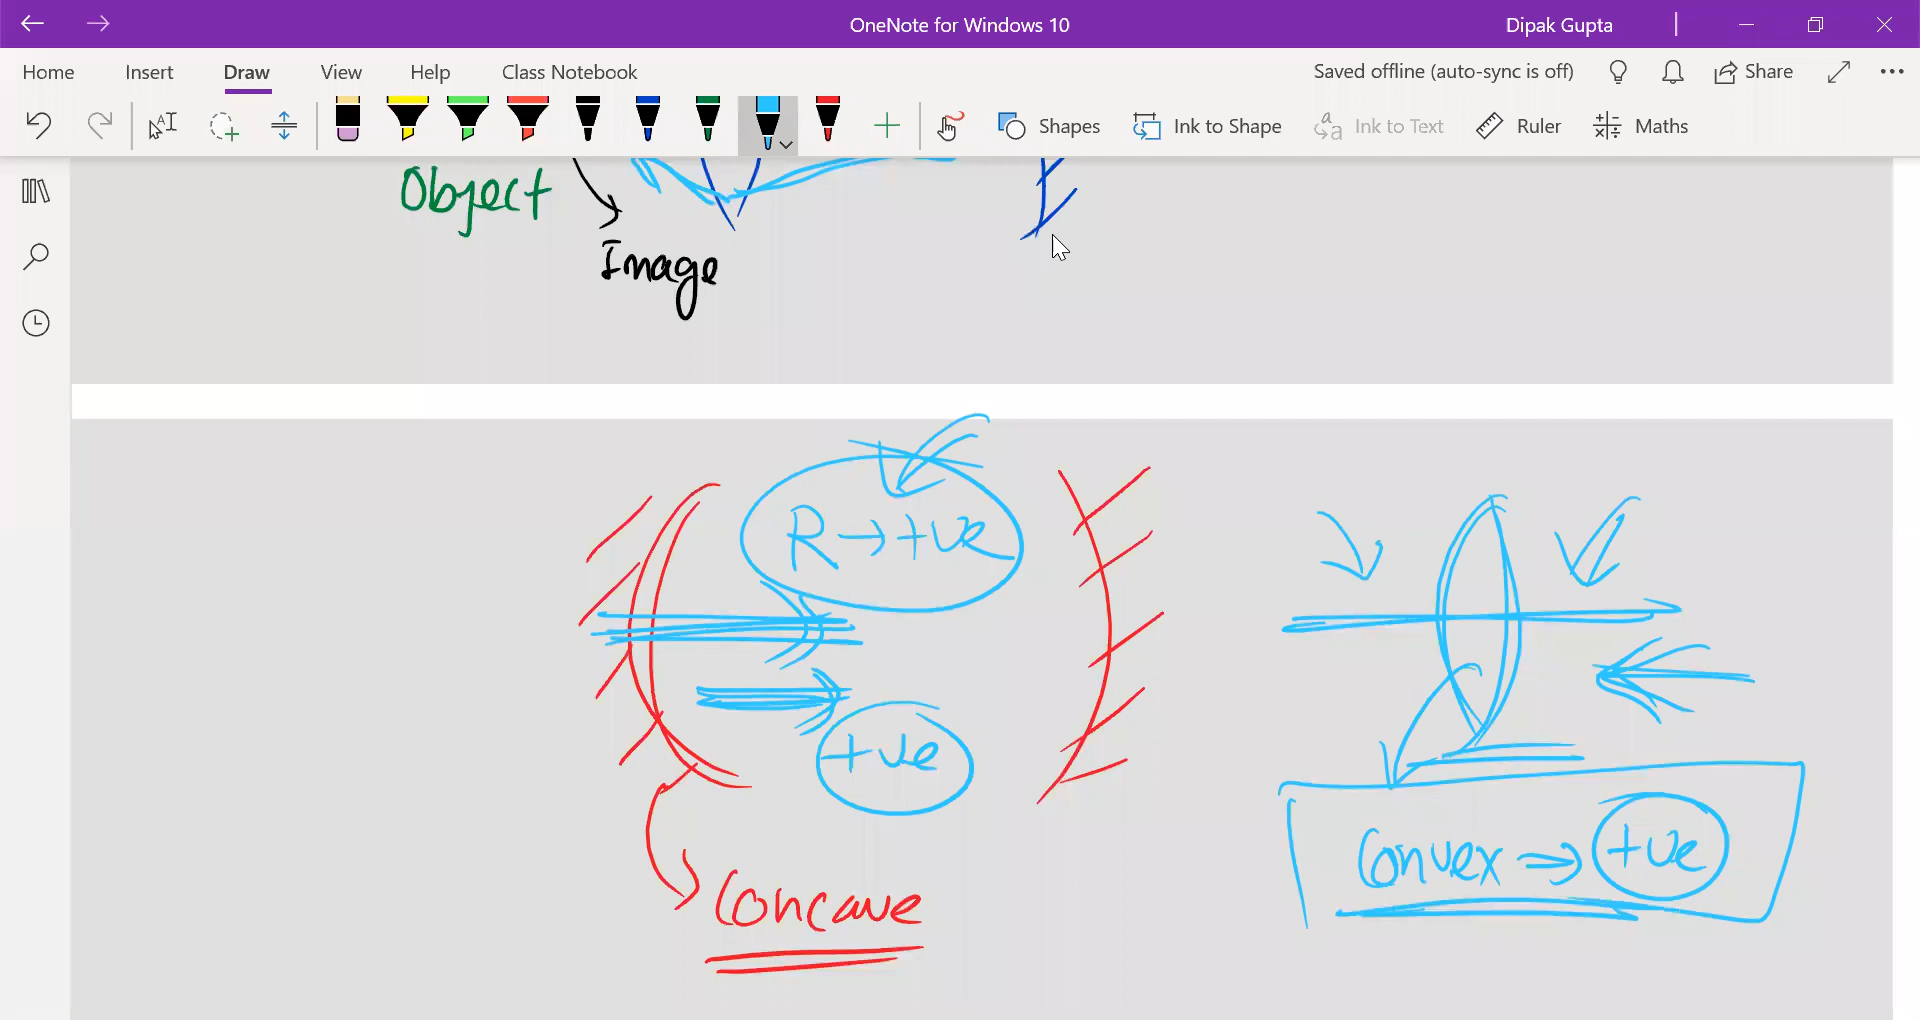 OneNote for Windows 10
Dipak Gupta
Home Insert Draw View Help Class Notebook
Saved offline (auto-sync is off) Share
Shapes Ink to Shape Ink to Text Ruler Maths
Object
Image
R→+ve
+ve
Concave
Convex ⇒ +ve